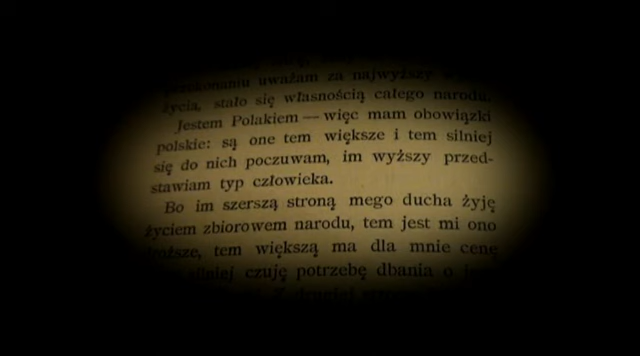 uważam za najwyższy
życia, stało się własnością całego narodu.
Jestem Polakiem — więc mam obowiązki
polskie: są one tem większe i tem silniej
się do nich poczuwam, im wyższy przed-
stawiam typ człowieka.
Bo im szerszą stroną mego ducha żyję
życiem zbiorowem narodu, tem jest mi ono
tem większą ma dla mnie cenę
silniej czuję potrzebę dbania o